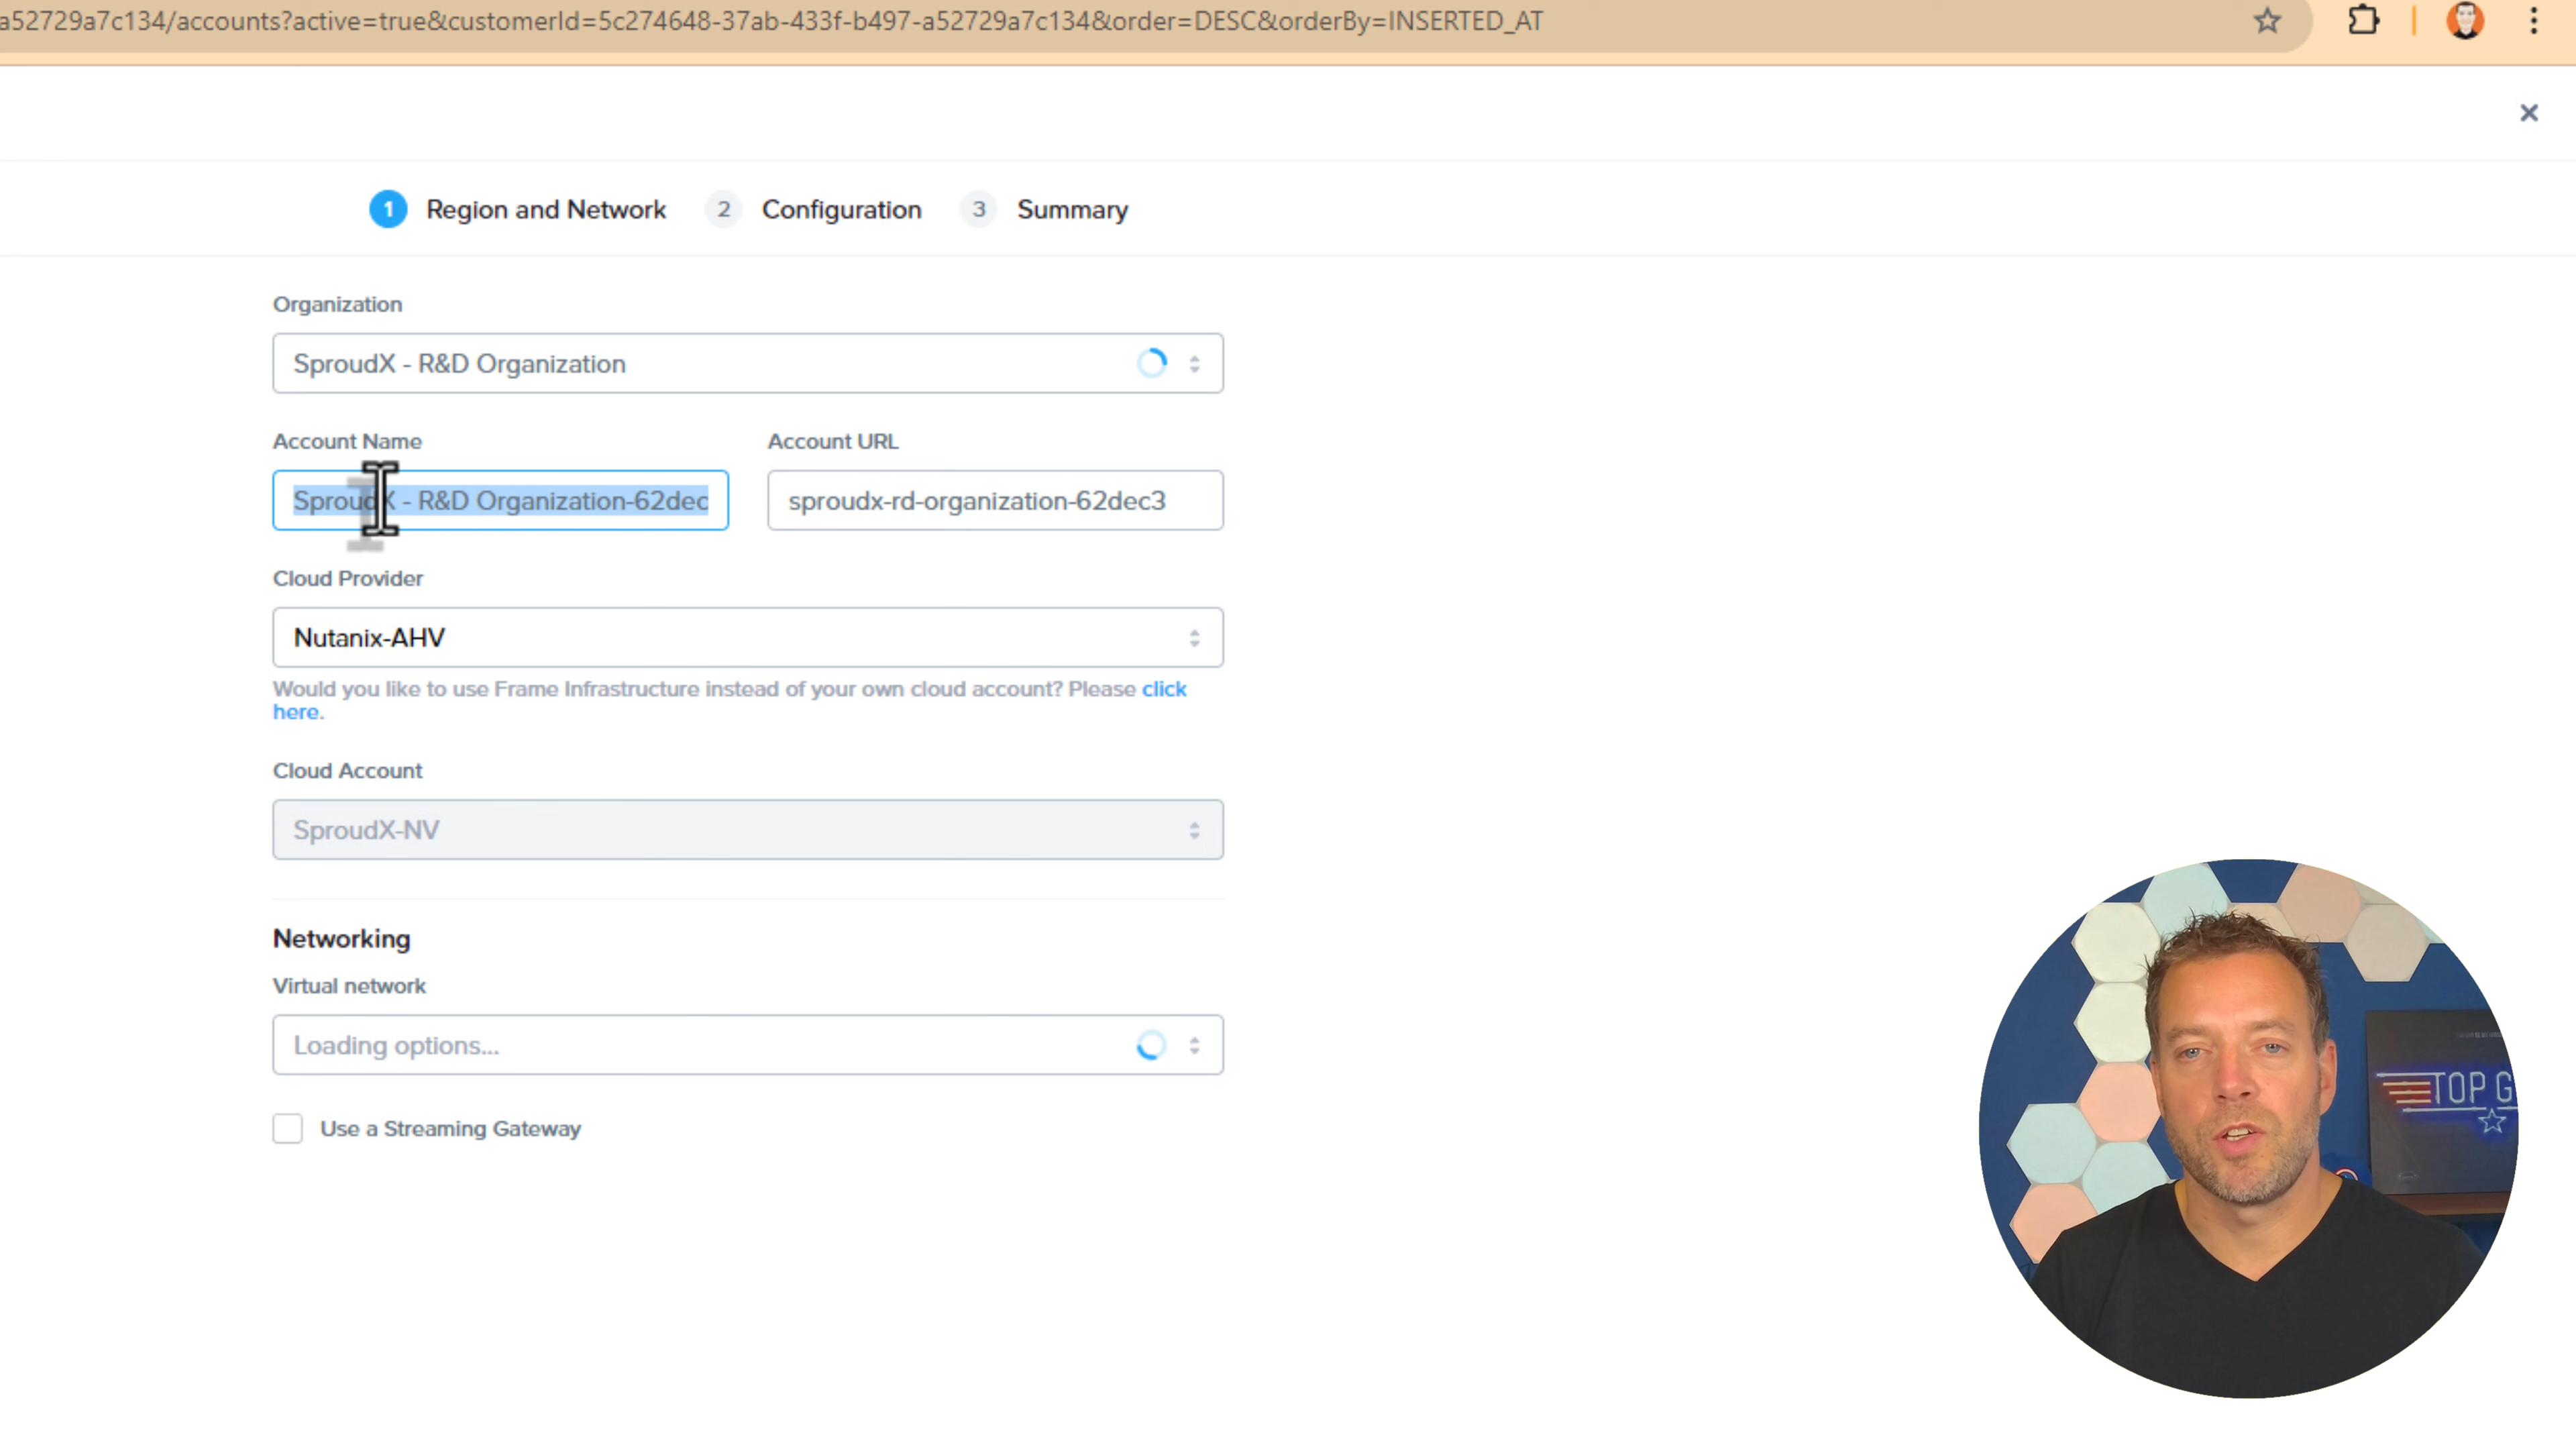 a52729a7c134/accounts?active=true&customerId=5c274648-37ab-433f-b497-a52729a7c134&order=DESC&orderBy=INSERTED_AT
1 Region and Network 2 Configuration 3 Summary
Organization
SproudX - R&D Organization
Account Name Account URL
SproudX - R&D Organization-62dec sproudx-rd-organization-62dec3
Cloud Provider
Nutanix-AHV
Would you like to use Frame Infrastructure instead of your own cloud account? Please click
here.
Cloud Account
SproudX-NV
Networking
Virtual network
Loading options...
Use a Streaming Gateway
TOP G